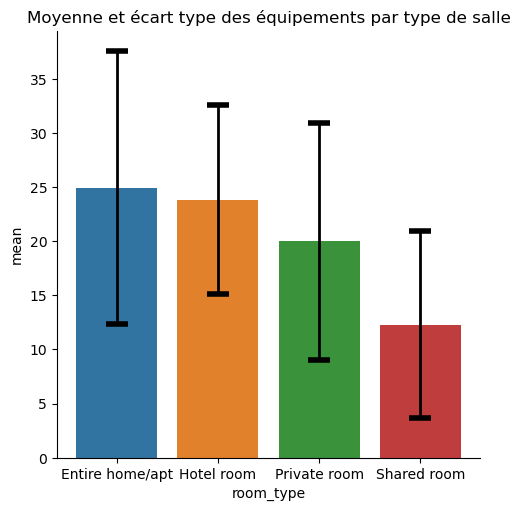 Moyenne et écart type des équipements par type de salle
35
30
25
20
15
10
5
0
mean
Entire home/apt Hotel room Private room Shared room
room_type